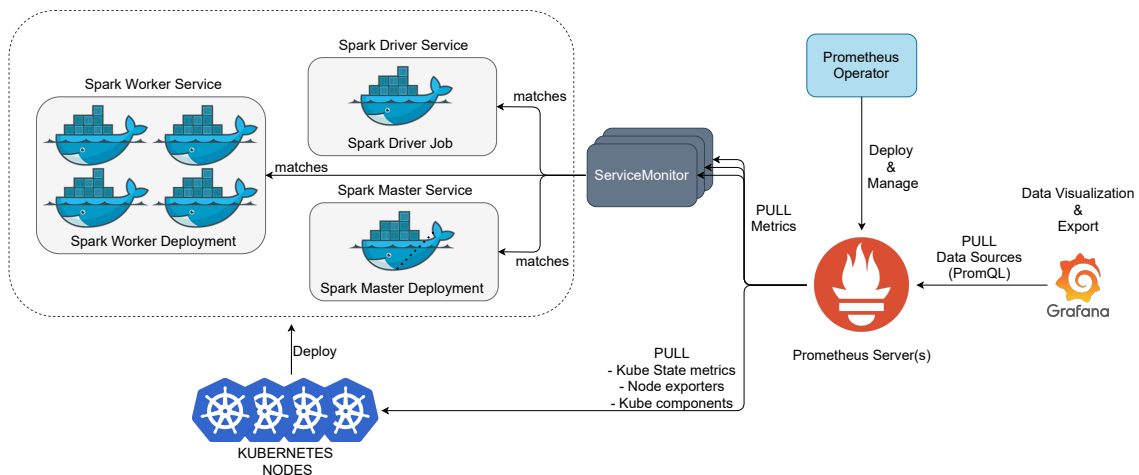 Spark Driver Service
Spark Driver Job
Spark Worker Service
Spark Worker Deployment
Spark Master Service
Spark Master Deployment
matches
matches
matches
ServiceMonitor
PULL
Metrics
Prometheus
Operator
Deploy
&
Manage
Prometheus Server(s)
PULL
Data Sources
(PromQL)
Data Visualization
&
Export
Grafana
Deploy
KUBERNETES
NODES
PULL
- Kube State metrics
- Node exporters
- Kube components